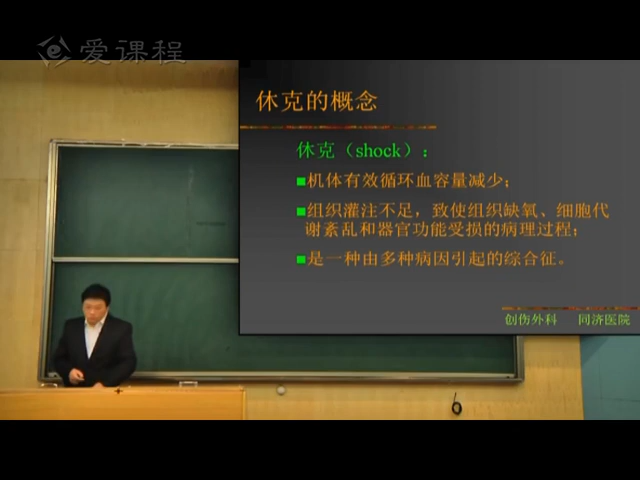 爱课程
休克的概念
休克（shock）：
■机体有效循环血容量减少；
■组织灌注不足，致使组织缺氧、细胞代
谢紊乱和器官功能受损的病理过程；
■是一种由多种病因引起的综合征。
创伤外科 同济医院